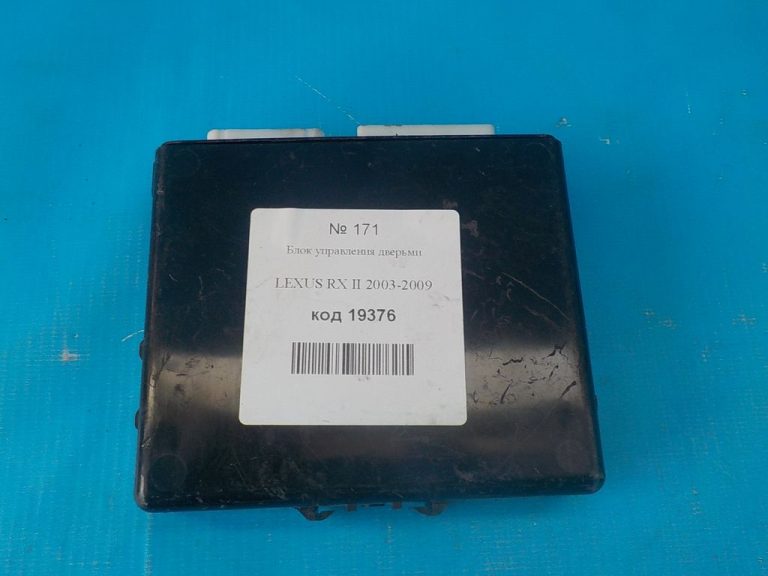 № 171
Блок управления дверьми
LEXUS RX II 2003-2009
код 19376